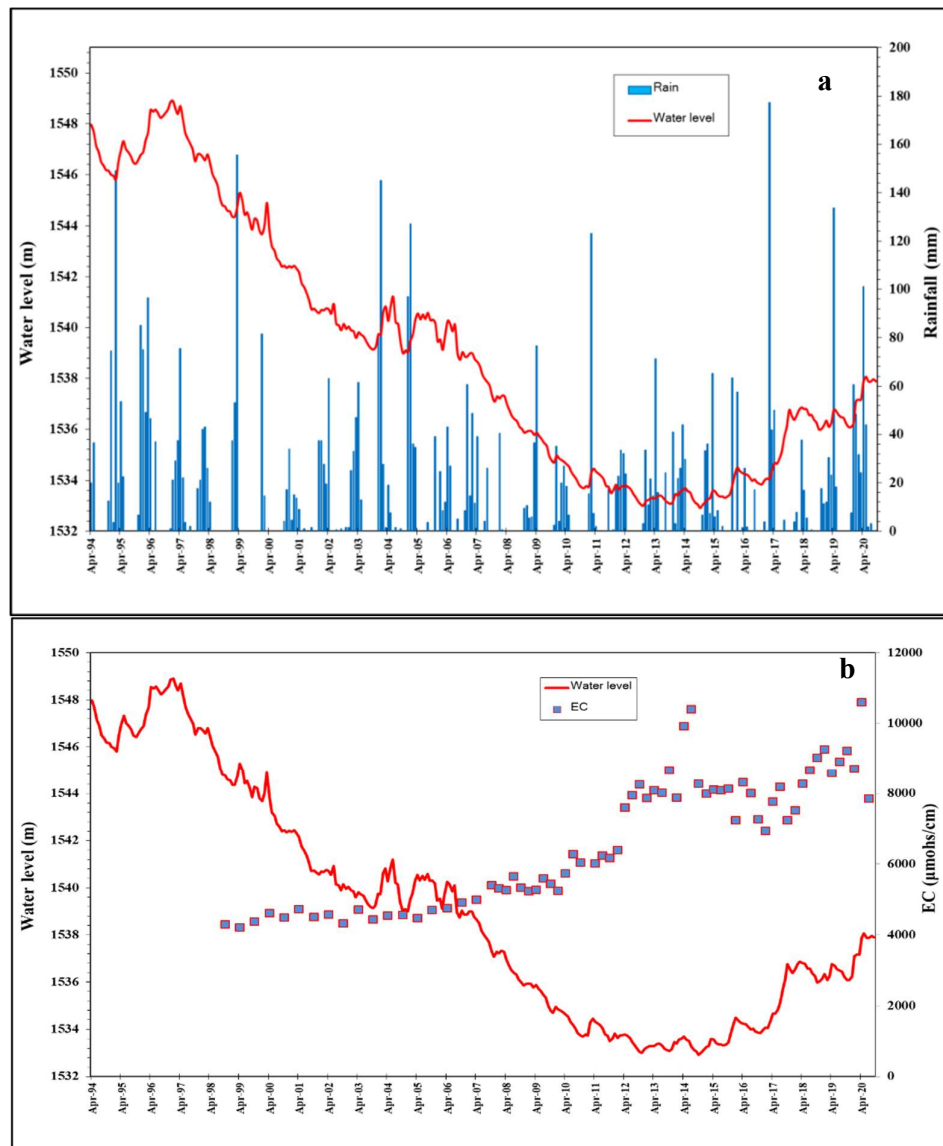 a
Rain
Water level
1550
1548
1546
1544
1542
1540
1538
1536
1534
1532
Water level (m)
200
180
160
140
120
100
80
60
40
20
0
Rainfall (mm)
Apr-94
Apr-95
Apr-96
Apr-97
Apr-98
Apr-99
Apr-00
Apr-01
Apr-02
Apr-03
Apr-04
Apr-05
Apr-06
Apr-07
Apr-08
Apr-09
Apr-10
Apr-11
Apr-12
Apr-13
Apr-14
Apr-15
Apr-16
Apr-17
Apr-18
Apr-19
Apr-20
b
Water level
EC
1550
1548
1546
1544
1542
1540
1538
1536
1534
1532
Water level (m)
12000
10000
8000
6000
4000
2000
0
EC (µmohs/cm)
Apr-94
Apr-95
Apr-96
Apr-97
Apr-98
Apr-99
Apr-00
Apr-01
Apr-02
Apr-03
Apr-04
Apr-05
Apr-06
Apr-07
Apr-08
Apr-09
Apr-10
Apr-11
Apr-12
Apr-13
Apr-14
Apr-15
Apr-16
Apr-17
Apr-18
Apr-19
Apr-20